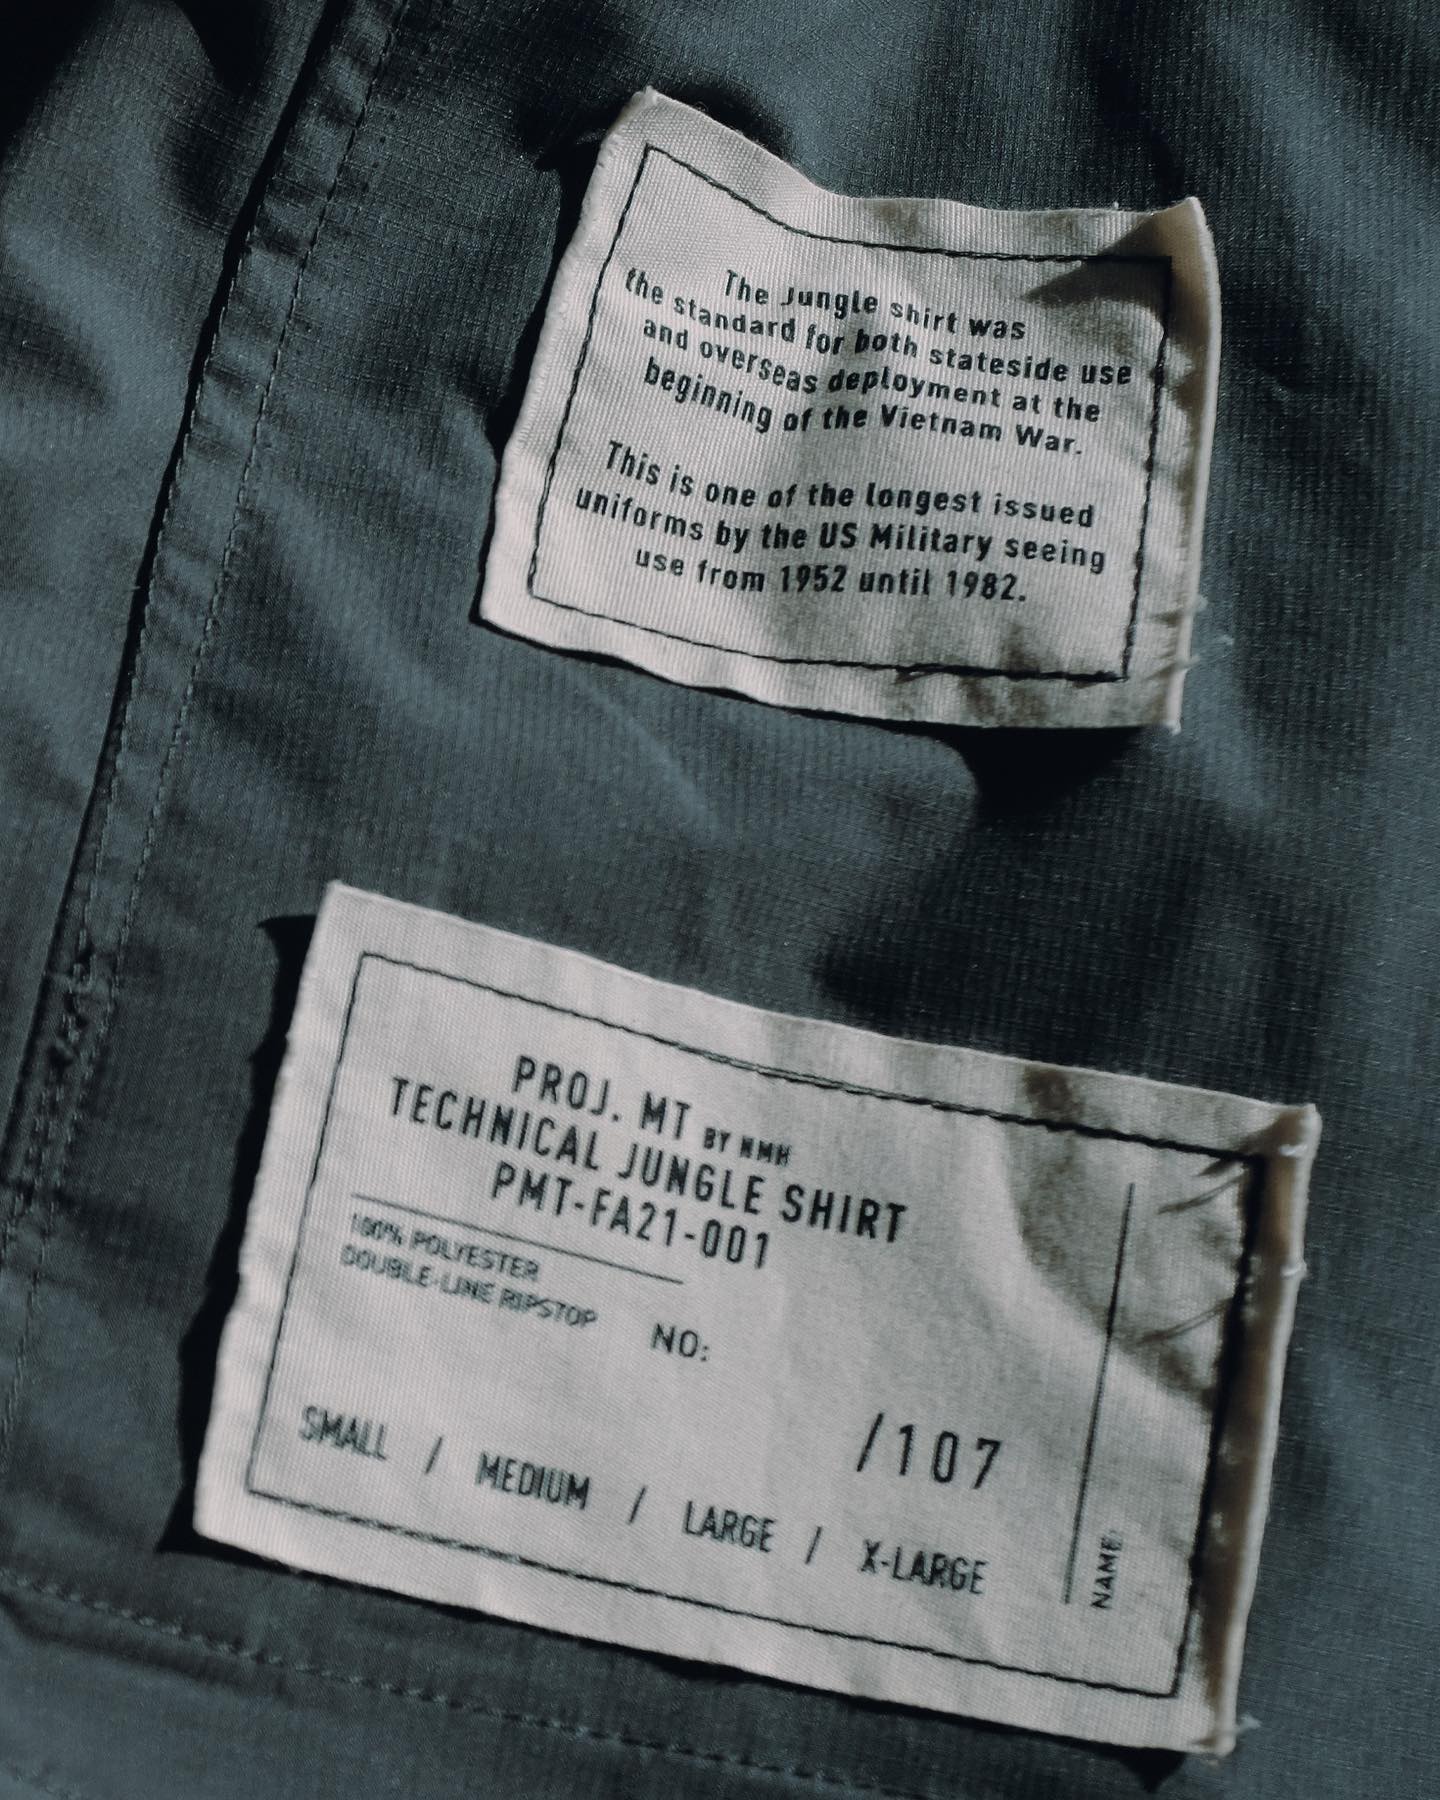 The Jungle shirt was
the standard for both stateside use
and overseas deployment at the
beginning of the Vietnam War.
This is one of the longest issued
uniforms by the US Military seeing
use from 1952 until 1982.
PROJ. MT BY NMH
TECHNICAL JUNGLE SHIRT
PMT-FA21-001
100% POLYESTER
DOUBLE-LINE RIPSTOP
NO:
/107
SMALL / MEDIUM / LARGE / X-LARGE
NAME: